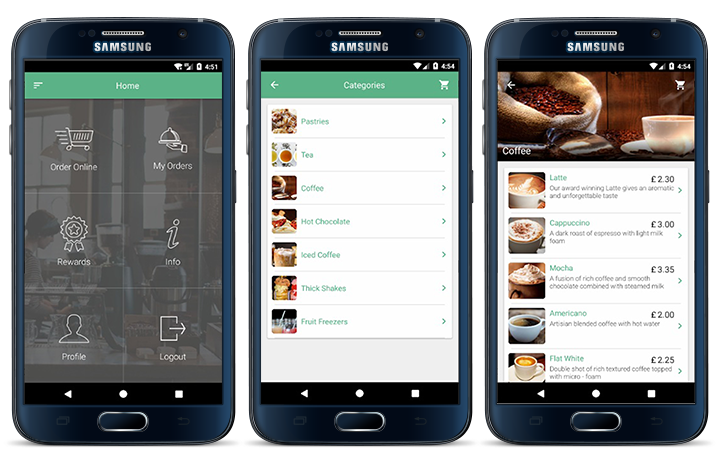 SAMSUNG
4:51
Home
Order Online
My Orders
Rewards
Info
Profile
Logout
SAMSUNG
4:54
Categories
Pastries
Tea
Coffee
Hot Chocolate
Iced Coffee
Thick Shakes
Fruit Freezers
SAMSUNG
4:54
Coffee
Latte
£ 2.30
Our award winning Latte gives an aromatic
and unforgettable taste
Cappuccino
£ 3.00
A dark roast of espresso with light milk
foam
Mocha
£ 3.35
A fusion of rich coffee and smooth
chocolate combined with steamed milk
Americano
£ 2.00
Artisian blended coffee with hot water
Flat White
£ 2.25
Double shot of rich textured coffee topped
with micro - foam